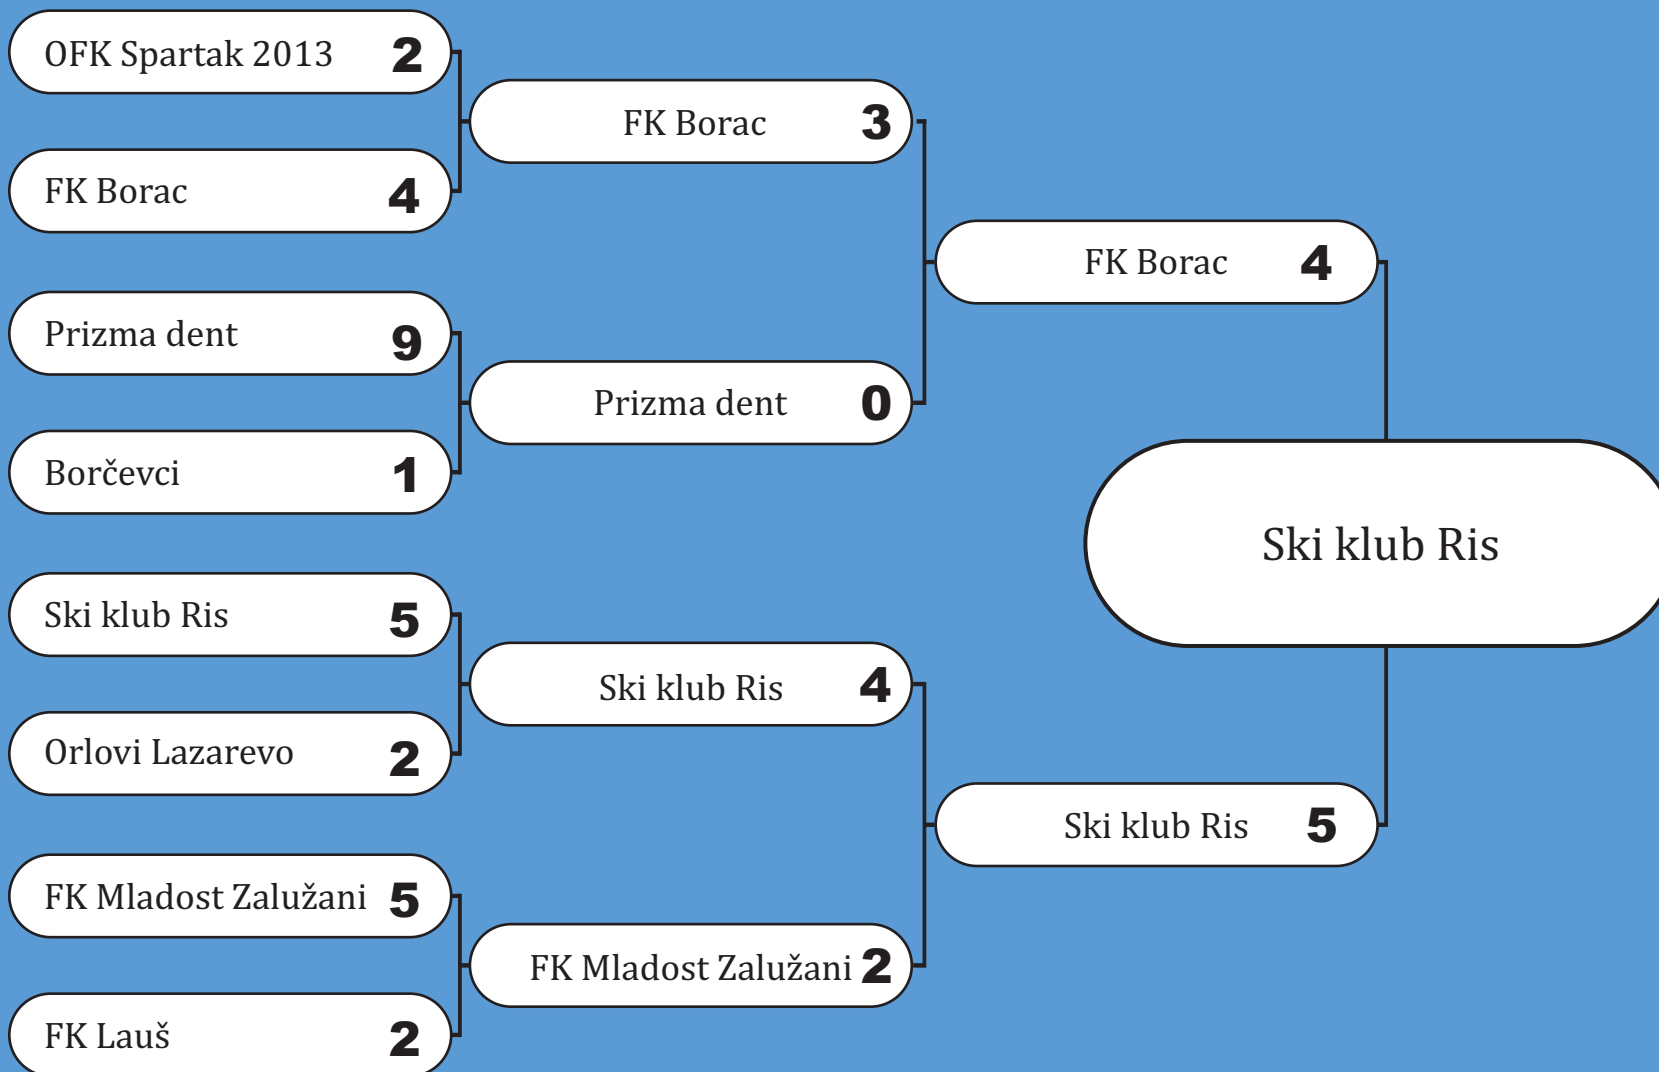 OFK Spartak 2013 2
FK Borac 4
Prizma dent 9
Borčevci 1
Ski klub Ris 5
Orlovi Lazarevo 2
FK Mladost Zalužani 5
FK Lauš 2
FK Borac 3
Prizma dent 0
Ski klub Ris 4
FK Mladost Zalužani 2
FK Borac 4
Ski klub Ris 5
Ski klub Ris